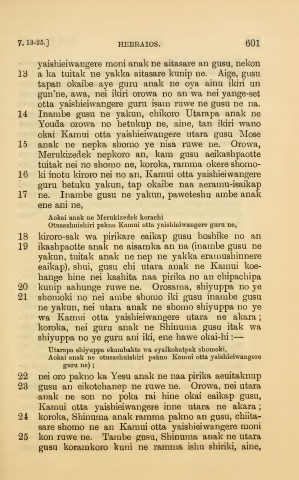 7, 13-25.] HEBRAIOS. 601
yaishieiwangere moni anak ne aitasare an gusu, nekon
13 a ka tuitak ne yakka aitasare kunip ne. Aige, gusu
tapan okaibe aye guru anak ne oya ainu ikiri un
gun'ne, awa, nei ikiri orowa no an wa nei yange-set
otta yaishieiwangere guru isam ruwe ne gusu ne na.
14 Inambe gusu ne yakun, chikoro Utarapa anak ne
Youda orowa no hetukup ne, aine, tan ikiri wano
okai Kamui otta yaishieiwangere utara gusu Mose
15 anak ne nepka shomo ye nisa ruwe ne. Orowa,
Merukizedek nepkoro an, kam gusu aeikashpaotte
tuitak nei no shomo ne, koroka, ramma okere shomo-
16 ki inotu kiroro nei no an, Kamui otta yaishieiwangere
guru hetuku yakun, tap okaibe naa aeramu-isaikap
17 ne. Inambe gusu ne yakun, paweteshu ambe anak
ene ani ne,
Aokai anak ne Merukizedek korachi
Otusashuishiri pakno Kamui otta yaishieiwangere guru ne,
18 kiroro-sak wa pirikare eaikap gusu hoshike no an
19 ikashpaotte anak ne aisamka an na (inambe gusu ne
yakun, tuitak anak ne nep ne yakka eramushinnere
eaikap), shui, gusu chi utara anak ne Kamui koe-
hange hine nei kashita naa pirika no an chipachipa
20 kunip aahunge ruwe ne. Orosama, shiyuppa no ye
21 shomoki no nei ambe shomo iki gusu inambe gusu
ne yakun, nei utara anak ne shomo shiyuppa no ye
wa Kamui otta yaishieiwangere utara ne akara;
koroka, nei guru anak ne Shinuma gusu itak wa
shiyuppa no ye guru ani iki, ene hawe okai-hi:—
Utarapa shiyuppa ekambakte wa eyaikokatpak shomoki,
Aokai anak ne otusashuishiri pakno Kamui otta yaishieiwangere
guru ne);
22 nei oro pakno ka Yesu anak ne naa pirika aeuitaknup
23 gusu an eikotchanep ne ruwe ne. Orowa, nei utara
anak ne son no poka rai hine okai eaikap gusu,
Kamui otta yaishieiwangere inne utara ne akara;
24 koroka, Shinuma anak ramma pakno an gusu, chiita-
sare shomo ne an Kamui otta yaishieiwangere moni
25 kon ruwe ne. Tambe gusu, Shinuma anak ne utara
gusu koramkoro kuni ne ramma ishu shiriki, aine,